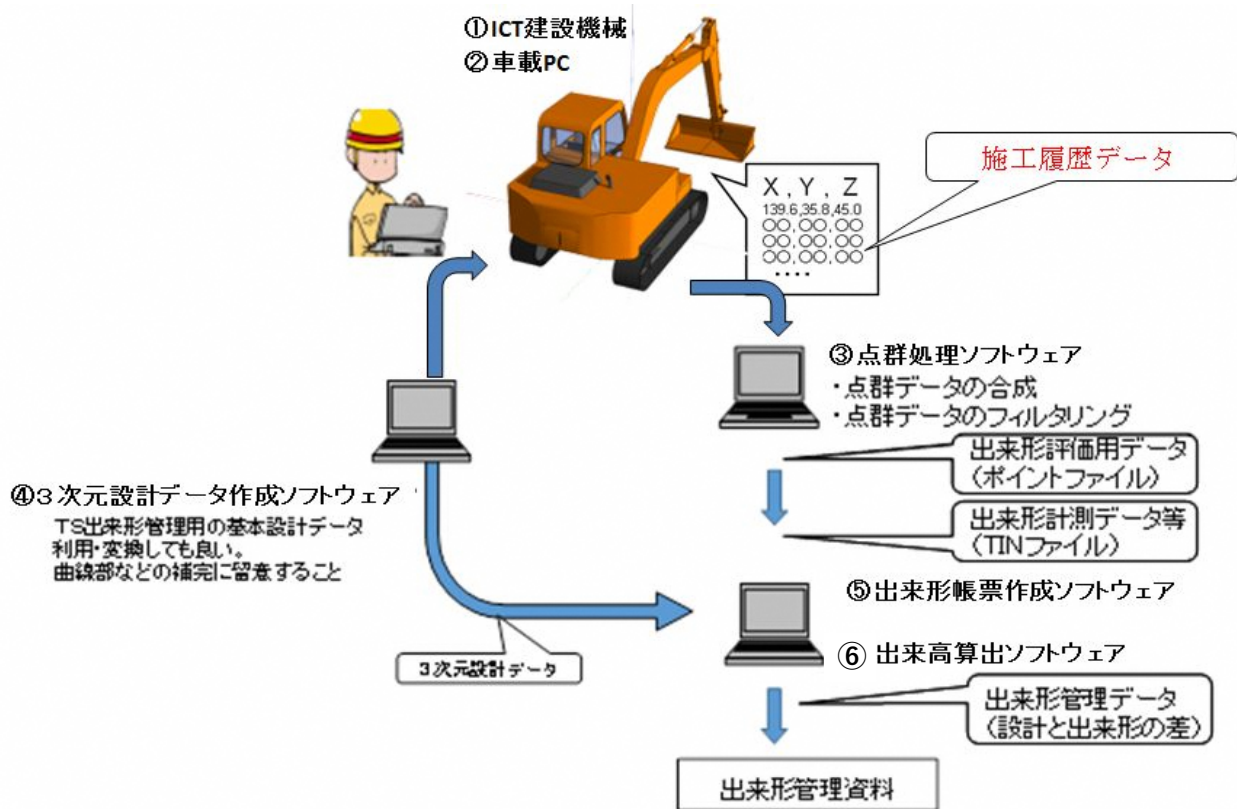 ①ICT建設機械
②車載PC
施工履歴データ
X,Y,Z
139.6,35.8,45.0
○○,○○,○○
○○,○○,○○
○○,○○,○○
‥‥
③点群処理ソフトウェア
・点群データの合成
・点群データのフィルタリング
出来形評価用データ
(ポイントファイル)
出来形計測データ等
(TINファイル)
④3次元設計データ作成ソフトウェア
TS出来形管理用の基本設計データ
利用・変換しても良い。
曲線部などの補完に留意すること
3次元設計データ
⑤出来形帳票作成ソフトウェア
⑥出来高算出ソフトウェア
出来形管理データ
(設計と出来形の差)
出来形管理資料